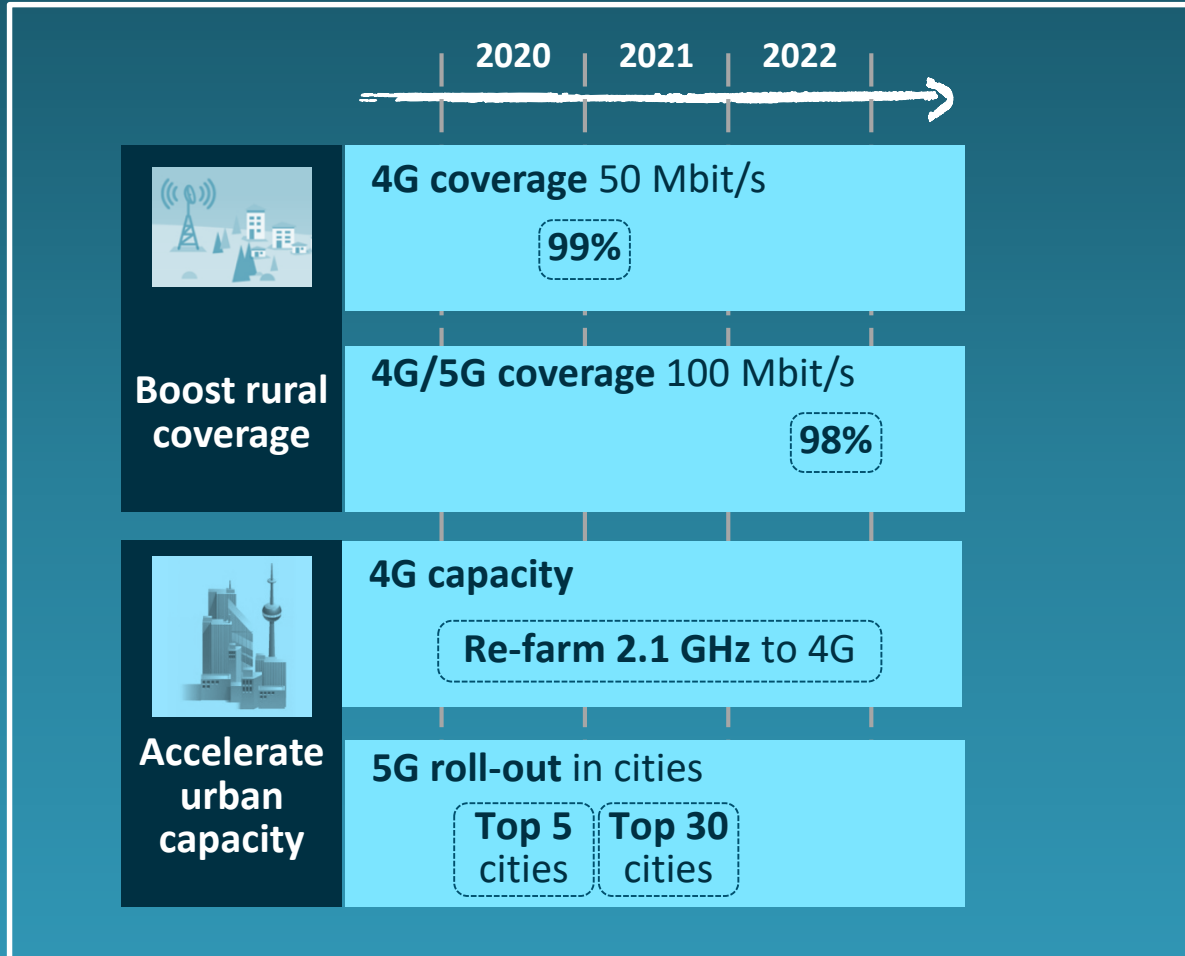 2020 2021 2022
4G coverage 50 Mbit/s
99%
Boost rural
coverage
4G/5G coverage 100 Mbit/s
98%
4G capacity
Re-farm 2.1 GHz to 4G
Accelerate
urban
capacity
5G roll-out in cities
Top 5
cities
Top 30
cities